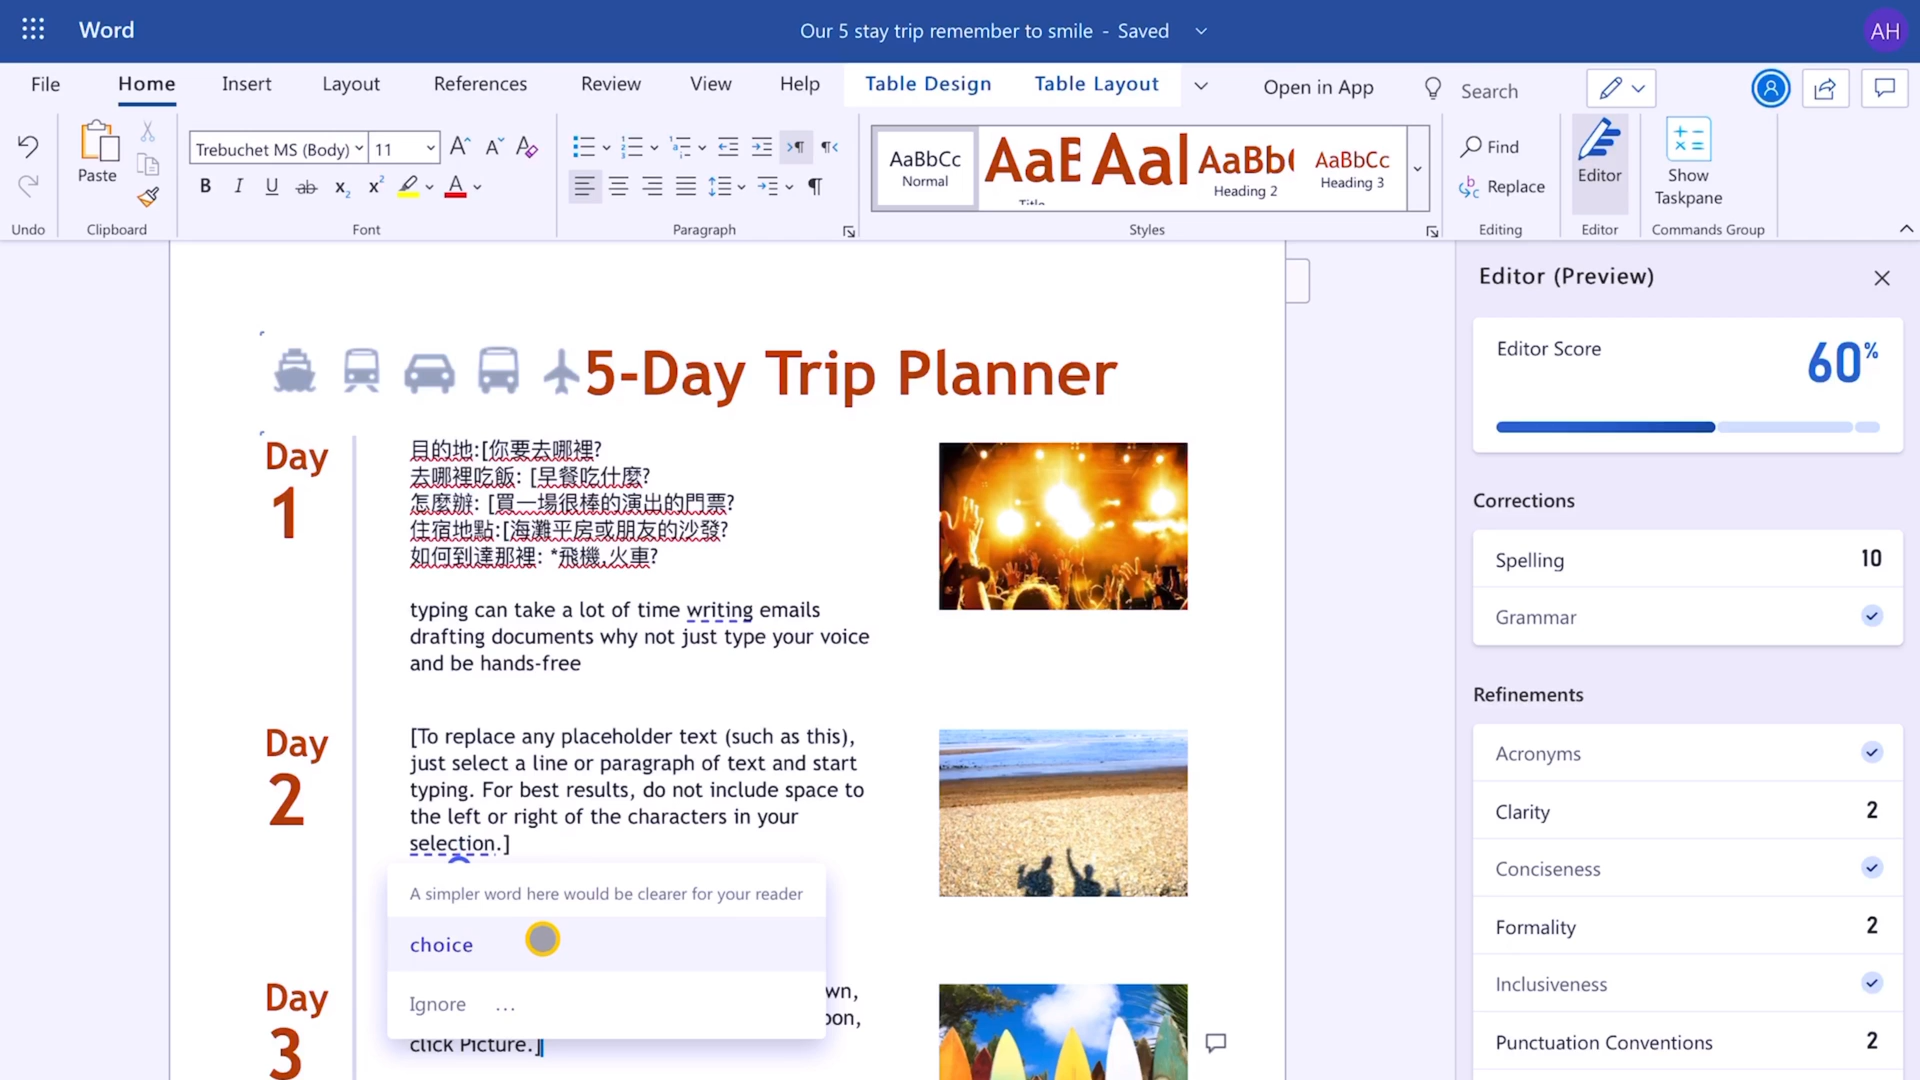 Word
Our 5 stay trip remember to smile - Saved
AH
File Home Insert Layout References Review View Help Table Design Table Layout Open in App Search
Paste
Trebuchet MS (Body) 11
B I U ab x₂ x² A
AaBbCc Normal
AaB
AaI
AaBb( Heading 2
AaBbCc Heading 3
Find
Replace
Editor
Show Taskpane
Undo Clipboard Font Paragraph Styles Editing Editor Commands Group
5-Day Trip Planner
Day
1
目的地:[你要去哪裡?
去哪裡吃飯: [早餐吃什麼?
怎麼辦: [買一場很棒的演出的門票?
住宿地點:[海灘平房或朋友的沙發?
如何到達那裡: *飛機,火車?
typing can take a lot of time writing emails
drafting documents why not just type your voice
and be hands-free
Day
2
[To replace any placeholder text (such as this),
just select a line or paragraph of text and start
typing. For best results, do not include space to
the left or right of the characters in your
selection.]
A simpler word here would be clearer for your reader
choice
Ignore ...
Day
3
wn,
click Picture.]
Editor (Preview)
Editor Score
60%
Corrections
Spelling 10
Grammar
Refinements
Acronyms
Clarity 2
Conciseness
Formality 2
Inclusiveness
Punctuation Conventions 2